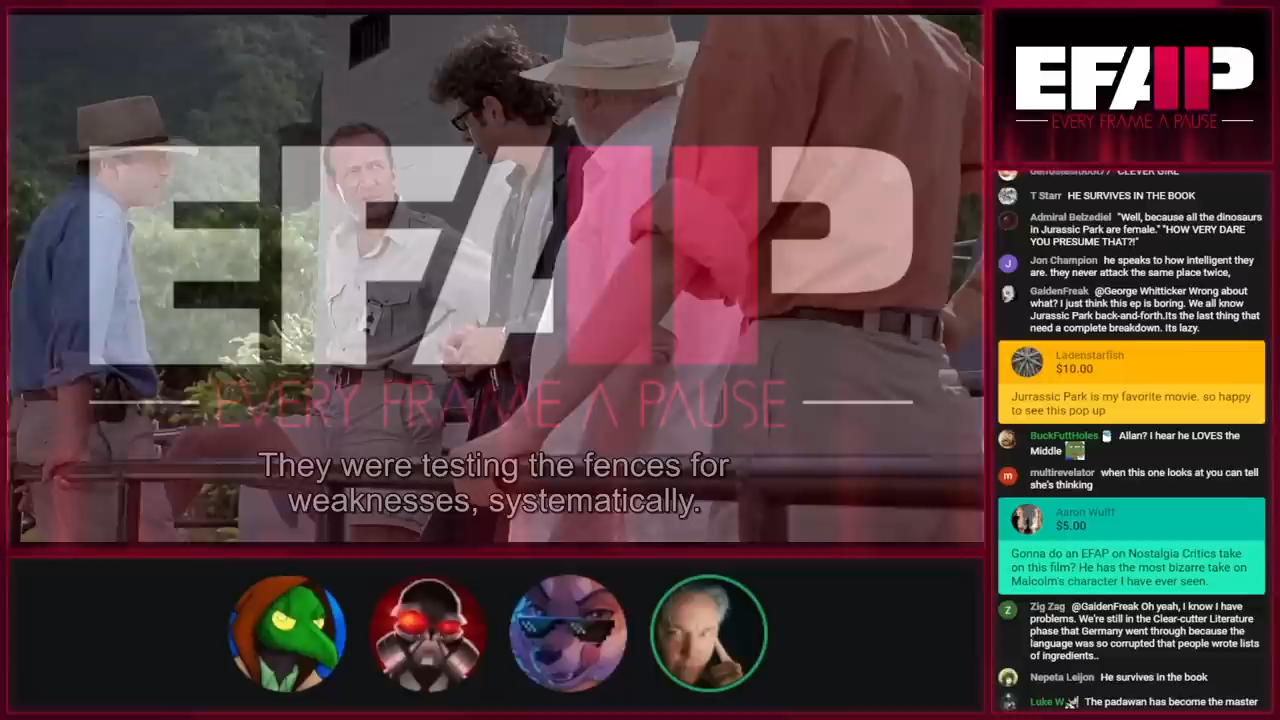 EFAP
EVERY FRAME A PAUSE
They were testing the fences for
weaknesses, systematically.
EFAP
EVERY FRAME A PAUSE
CLEVER GIRL
T Starr HE SURVIVES IN THE BOOK
Admiral Belzediel "Well, because all the dinosaurs
in Jurassic Park are female." "HOW VERY DARE
YOU PRESUME THAT?!"
Jon Champion he speaks to how intelligent they
are. they never attack the same place twice,
GaidenFreak @George Whitticker Wrong about
what? I just think this ep is boring. We all know
Jurassic Park back-and-forth.Its the last thing that
need a complete breakdown. Its lazy.
Ladenstarfish
$10.00
Jurrassic Park is my favorite movie. so happy
to see this pop up
BuckFuttHoles Allan? I hear he LOVES the
Middle
multirevelator when this one looks at you can tell
she's thinking
Aaron Wulff
$5.00
Gonna do an EFAP on Nostalgia Critics take
on this film? He has the most bizarre take on
Malcolm's character I have ever seen.
Zig Zag @GaidenFreak Oh yeah, I know I have
problems. We're still in the Clear-cutter Literature
phase that Germany went through because the
language was so corrupted that people wrote lists
of ingredients..
Nepeta Leijon He survives in the book
Luke W The padawan has become the master